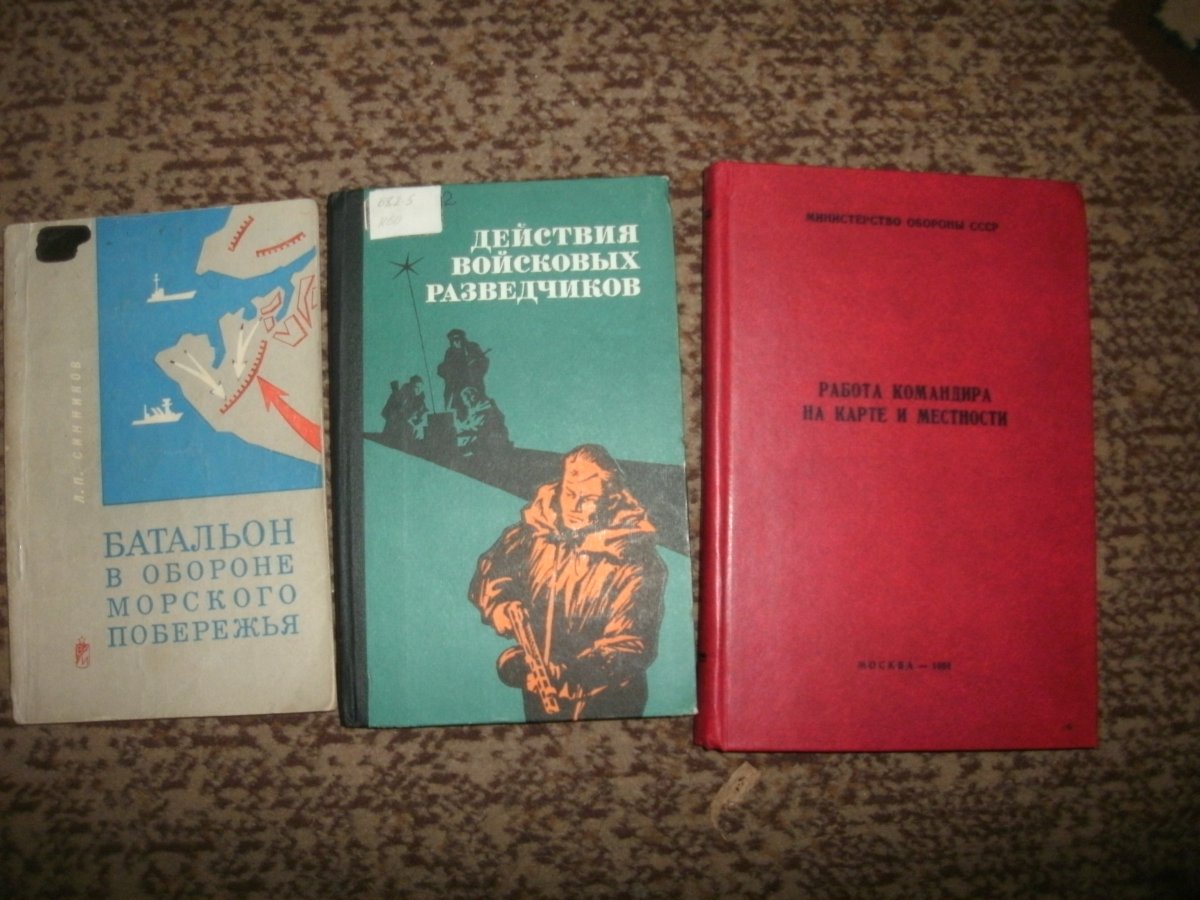 Л.П. СИННИКОВ
БАТАЛЬОН
В ОБОРОНЕ
МОРСКОГО
ПОБЕРЕЖЬЯ
ДЕЙСТВИЯ
ВОЙСКОВЫХ
РАЗВЕДЧИКОВ
МИНИСТЕРСТВО ОБОРОНЫ СССР
РАБОТА КОМАНДИРА
НА КАРТЕ И МЕСТНОСТИ
МОСКВА —